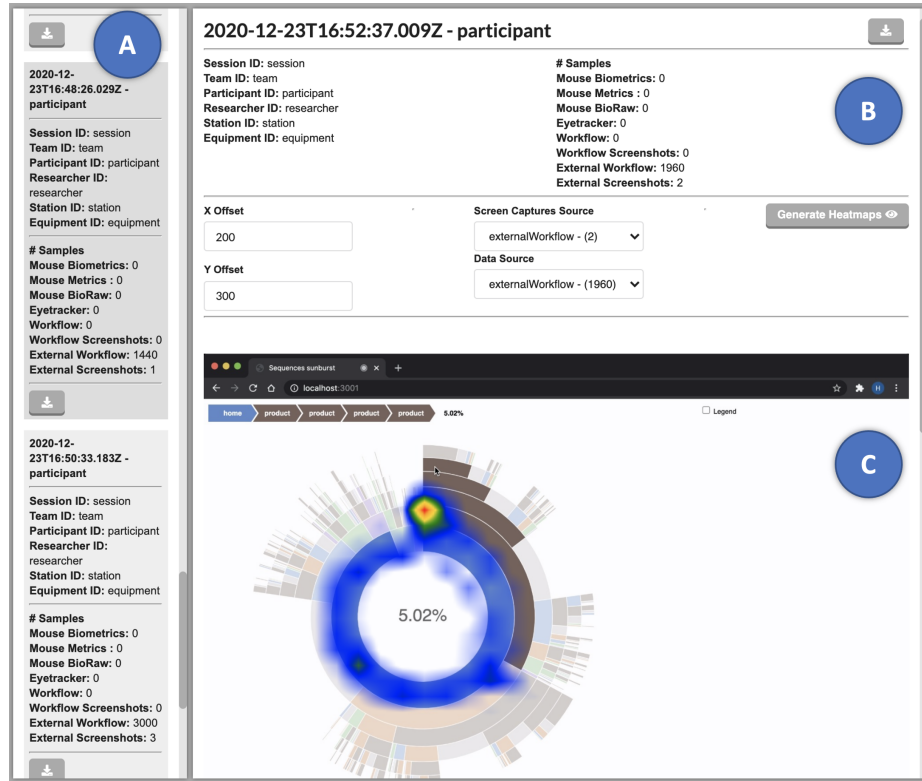 A
2020-12-
23T16:48:26.029Z -
participant
Session ID: session
Team ID: team
Participant ID: participant
Researcher ID:
researcher
Station ID: station
Equipment ID: equipment
# Samples
Mouse Biometrics: 0
Mouse Metrics : 0
Mouse BioRaw: 0
Eyetracker: 0
Workflow: 0
Workflow Screenshots: 0
External Workflow: 1440
External Screenshots: 1
2020-12-
23T16:50:33.183Z -
participant
Session ID: session
Team ID: team
Participant ID: participant
Researcher ID:
researcher
Station ID: station
Equipment ID: equipment
# Samples
Mouse Biometrics: 0
Mouse Metrics : 0
Mouse BioRaw: 0
Eyetracker: 0
Workflow: 0
Workflow Screenshots: 0
External Workflow: 3000
External Screenshots: 3
2020-12-23T16:52:37.009Z - participant
Session ID: session
Team ID: team
Participant ID: participant
Researcher ID: researcher
Station ID: station
Equipment ID: equipment
# Samples
Mouse Biometrics: 0
Mouse Metrics : 0
Mouse BioRaw: 0
Eyetracker: 0
Workflow: 0
Workflow Screenshots: 0
External Workflow: 1960
External Screenshots: 2
B
X Offset
200
Y Offset
300
Screen Captures Source
externalWorkflow - (2)
Data Source
externalWorkflow - (1960)
Generate Heatmaps
Sequences sunburst
localhost:3001
H
home product product product product 5.02%
Legend
C
5.02%